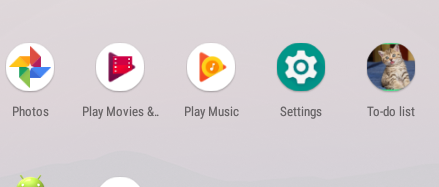 Photos
Play Movies &..
Play Music
Settings
To-do list